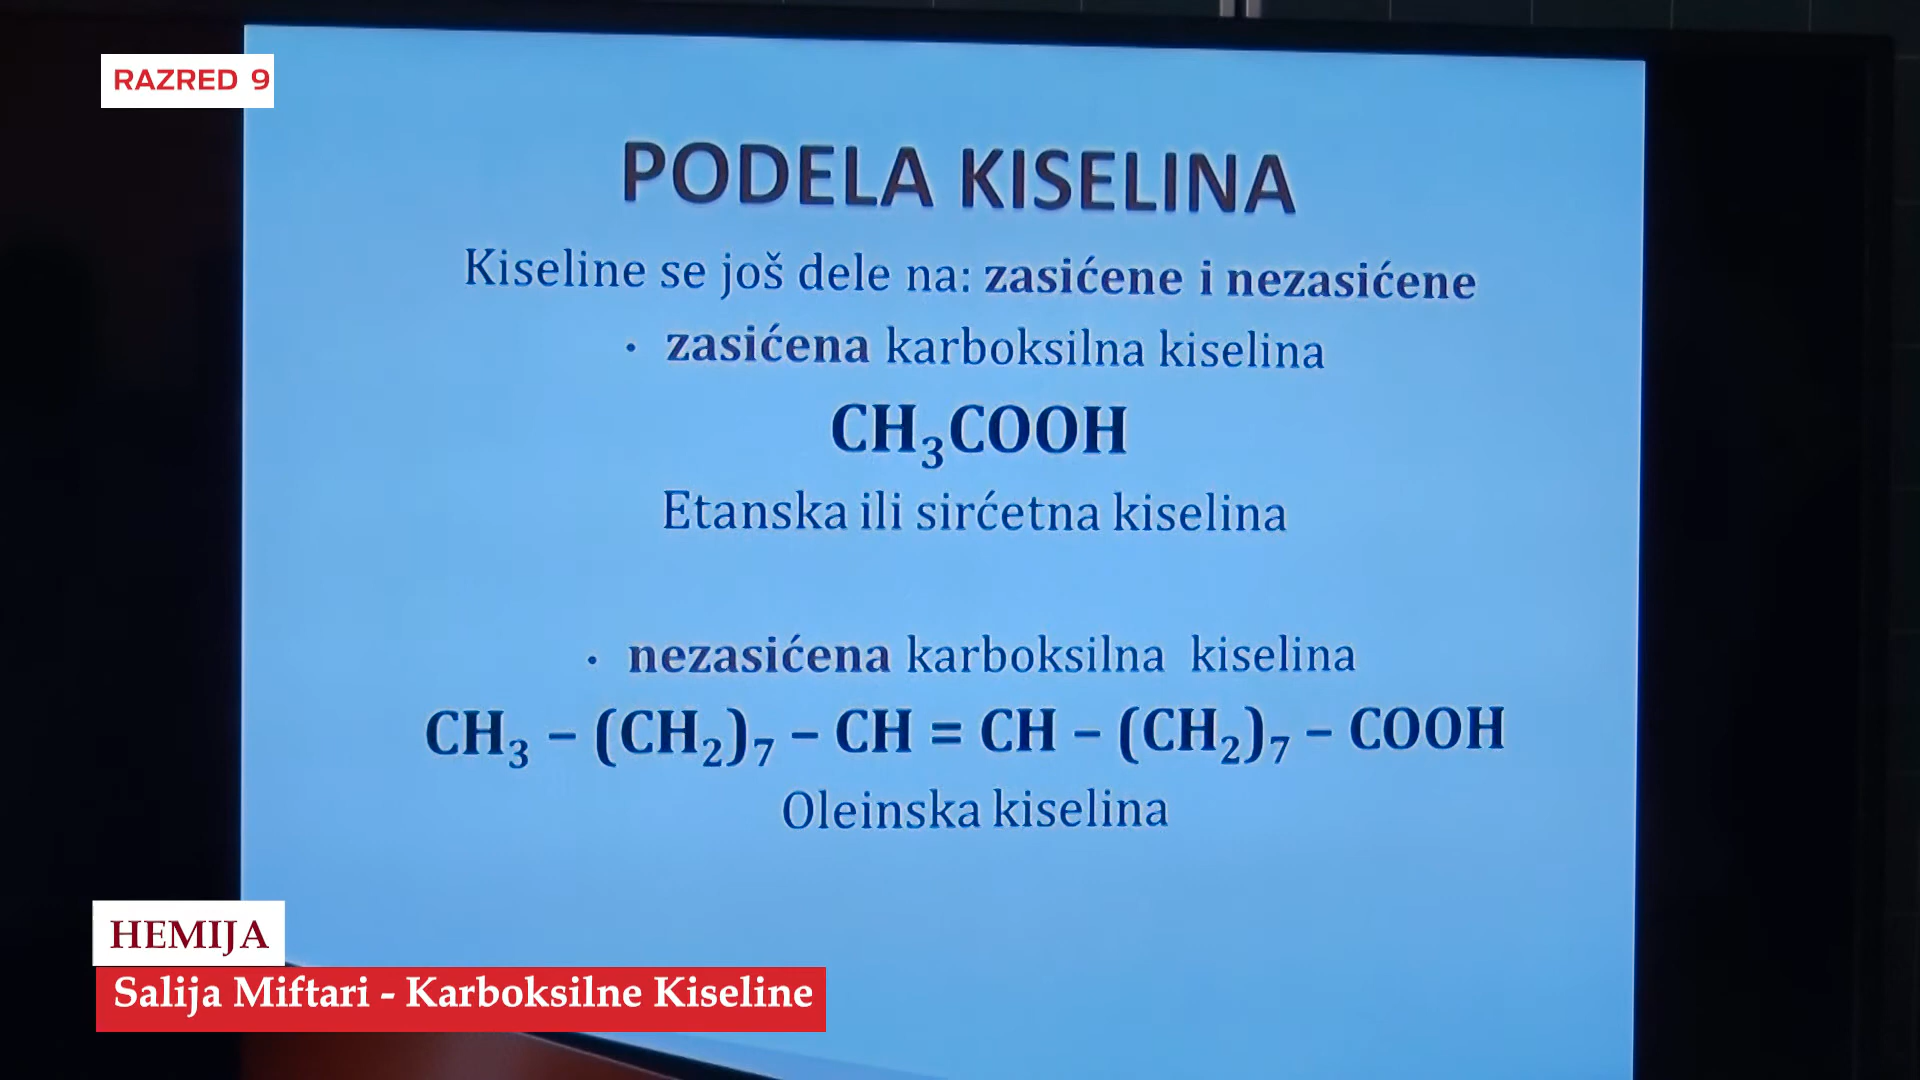 RAZRED 9
PODELA KISELINA
Kiseline se još dele na: zasićene i nezasićene
• zasićena karboksilna kiselina
CH₃COOH
Etanska ili sirćetna kiselina
• nezasićena karboksilna kiselina
CH₃ – (CH₂)₇ – CH = CH – (CH₂)₇ – COOH
Oleinska kiselina
HEMIJA
Salija Miftari - Karboksilne Kiseline